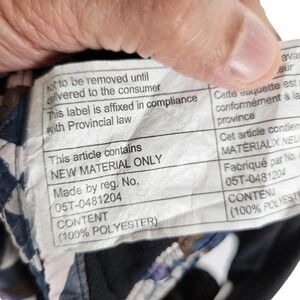 not to be removed until
delivered to the consumer
This label is affixed in compliance
with Provincial law
This article contains
NEW MATERIAL ONLY
Made by reg. No.
05T-0481204
CONTENT
(100% POLYESTER)
Cette étiquette est
conformément à la
province
Cet article contien
MATÉRIAUX NEU
Fabriqué par No.
05T-0481204
CONTENU
(100% POLYESTER)